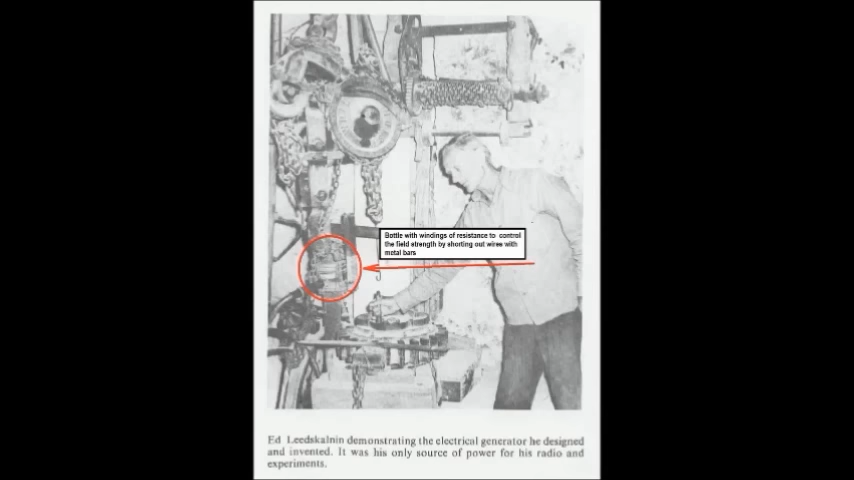 Bottle with windings of resistance to control
the field strength by shorting out wires with
metal bars
Ed Leedskalnin demonstrating the electrical generator he designed
and invented. It was his only source of power for his radio and
experiments.